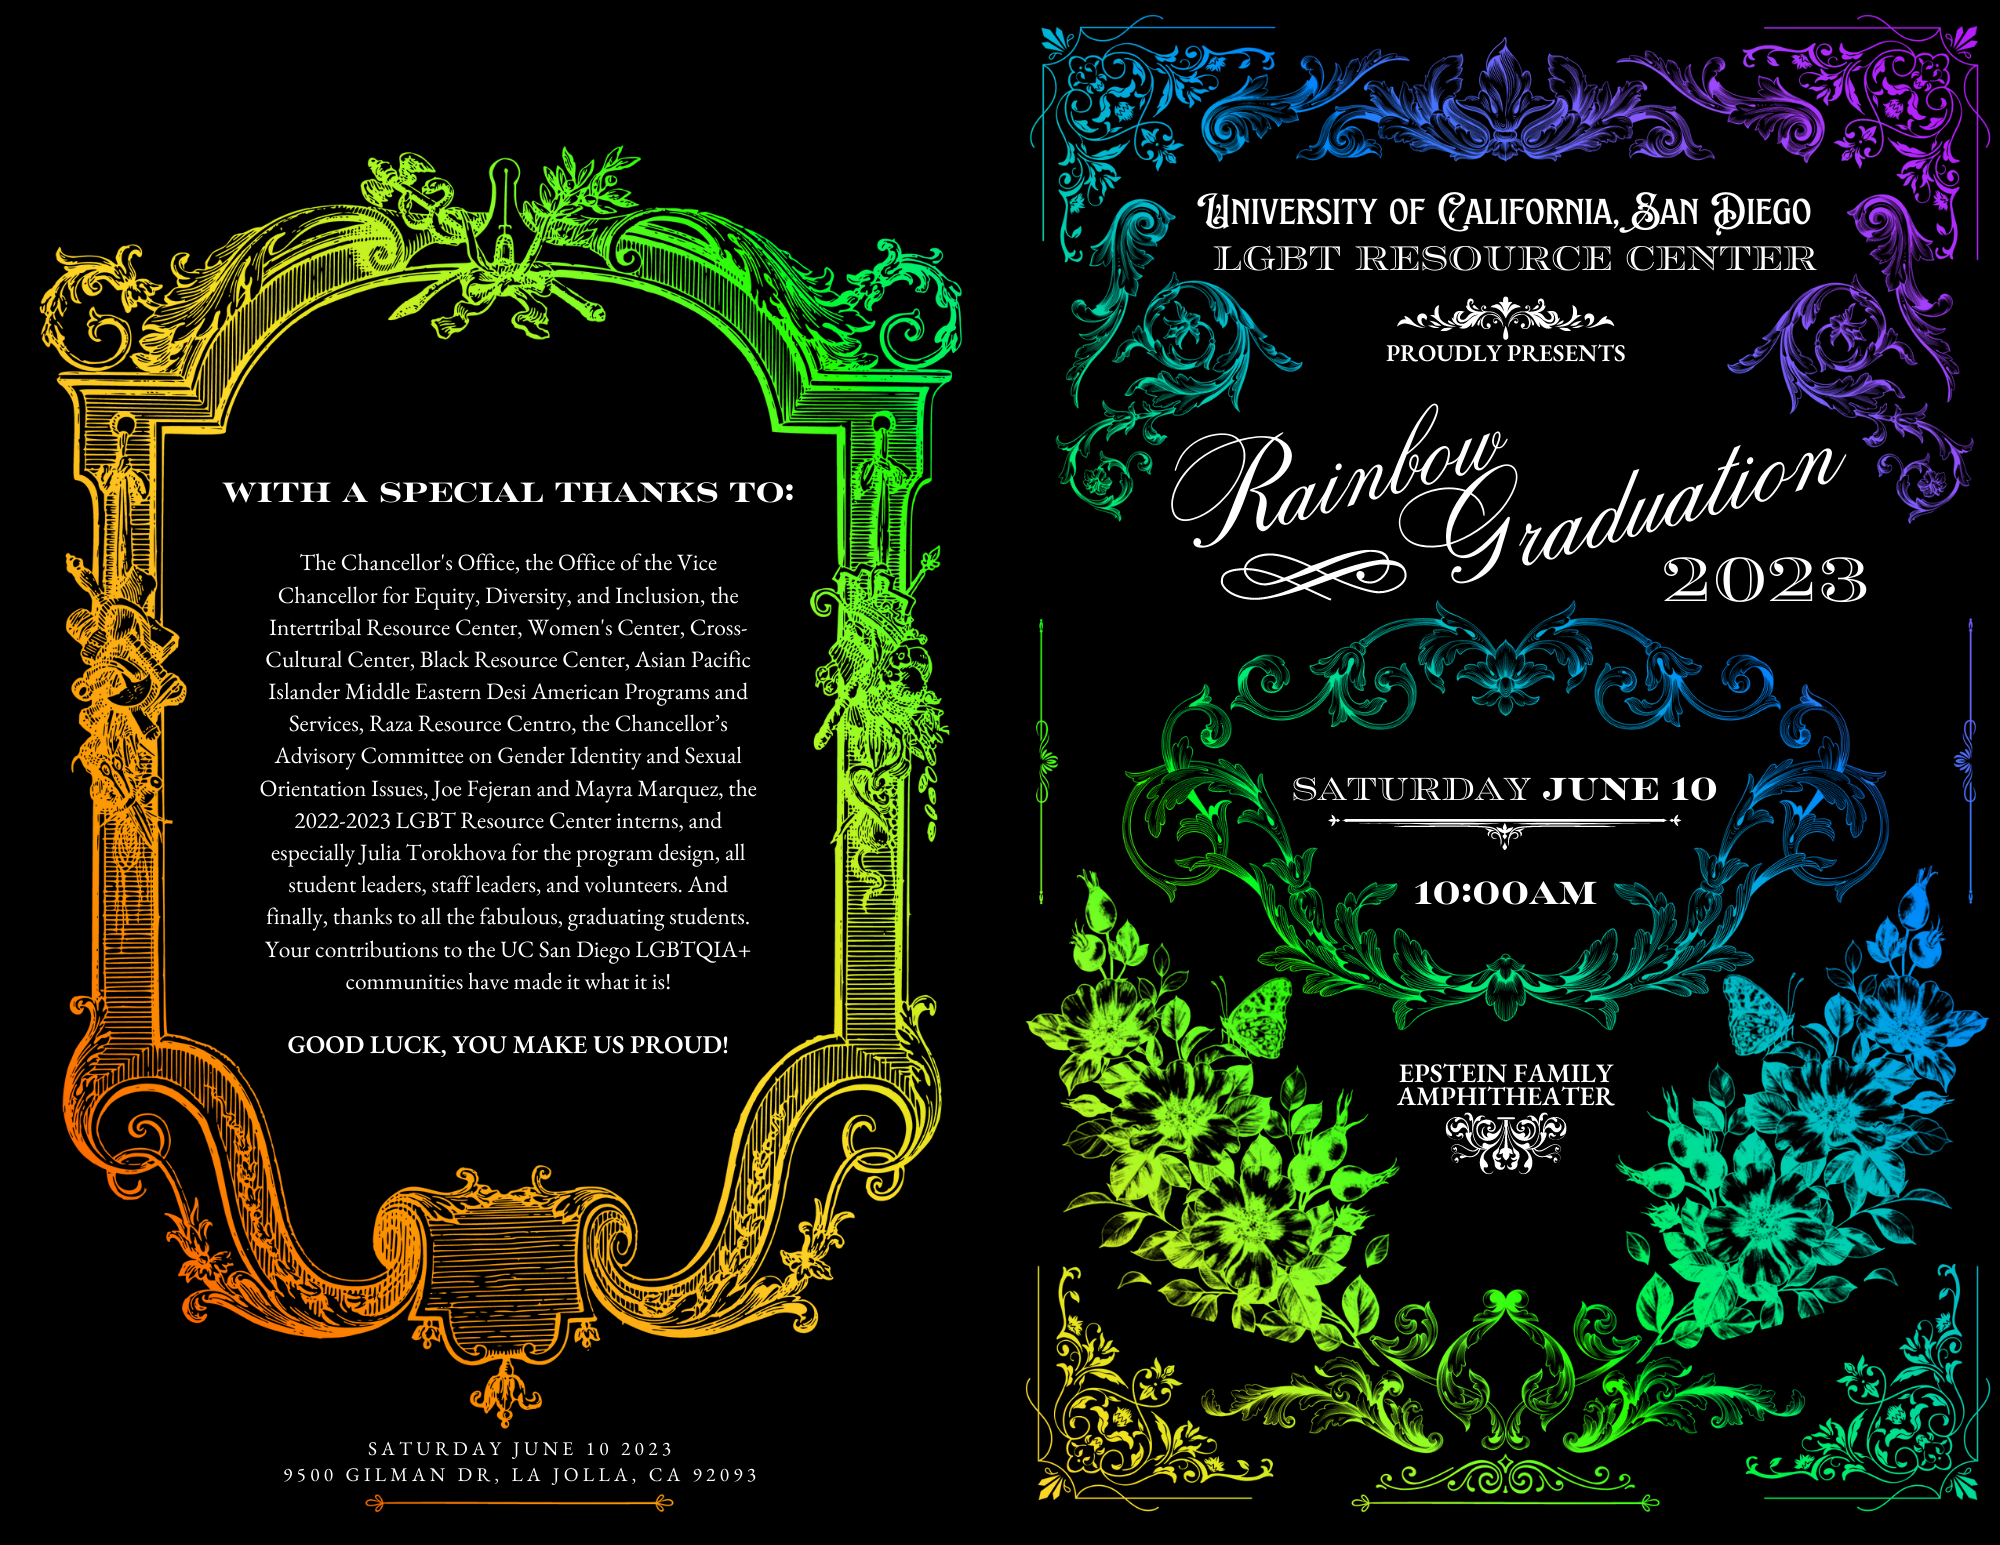 WITH A SPECIAL THANKS TO:
The Chancellor's Office, the Office of the Vice
Chancellor for Equity, Diversity, and Inclusion, the
Intertribal Resource Center, Women's Center, Cross-
Cultural Center, Black Resource Center, Asian Pacific
Islander Middle Eastern Desi American Programs and
Services, Raza Resource Centro, the Chancellor’s
Advisory Committee on Gender Identity and Sexual
Orientation Issues, Joe Fejeran and Mayra Marquez, the
2022-2023 LGBT Resource Center interns, and
especially Julia Torokhova for the program design, all
student leaders, staff leaders, and volunteers. And
finally, thanks to all the fabulous, graduating students.
Your contributions to the UC San Diego LGBTQIA+
communities have made it what it is!
GOOD LUCK, YOU MAKE US PROUD!
SATURDAY JUNE 10 2023
9500 GILMAN DR, LA JOLLA, CA 92093
UNIVERSITY OF CALIFORNIA, SAN DIEGO
LGBT RESOURCE CENTER
PROUDLY PRESENTS
Rainbow
Graduation
2023
SATURDAY JUNE 10
10:00AM
EPSTEIN FAMILY
AMPHITHEATER